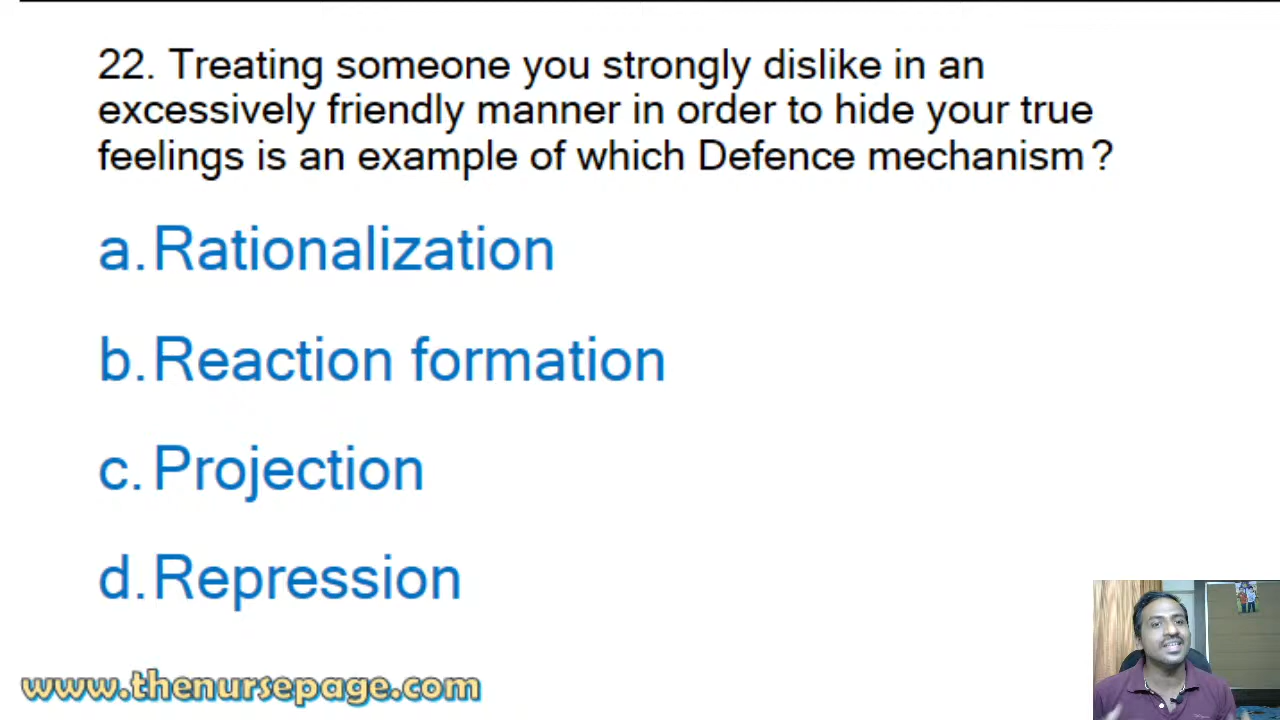 22. Treating someone you strongly dislike in an
excessively friendly manner in order to hide your true
feelings is an example of which Defence mechanism ?
a. Rationalization
b. Reaction formation
c. Projection
d. Repression
www.thenursepage.com